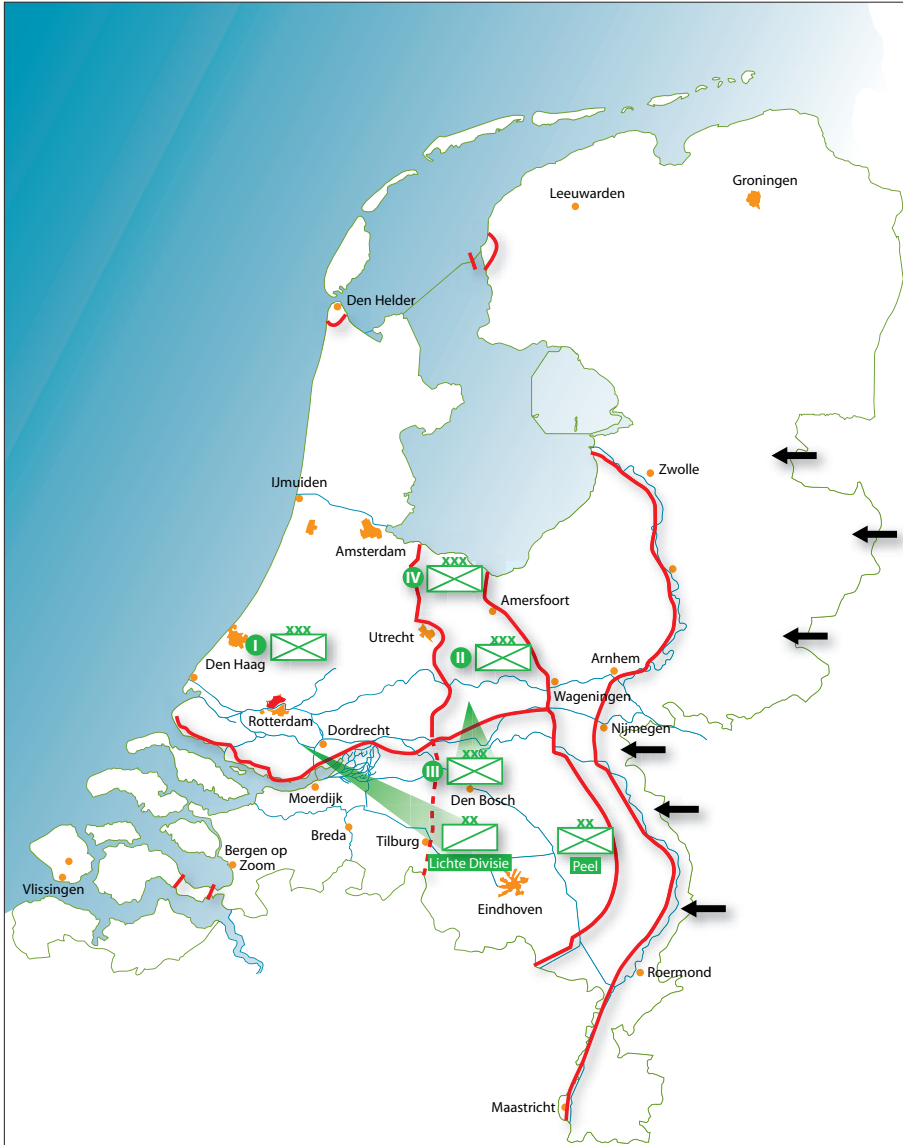 Groningen
Leeuwarden
Den Helder
Zwolle
IJmuiden
Amsterdam
XXX
IV
Amersfoort
XXX
I
Utrecht
XXX
II
Den Haag
Arnhem
Wageningen
Rotterdam
Dordrecht
Nijmegen
XXX
III
Moerdijk
Den Bosch
Breda
Tilburg
XX
Lichte Divisie
XX
Peel
Bergen op
Zoom
Vlissingen
Eindhoven
Roermond
Maastricht